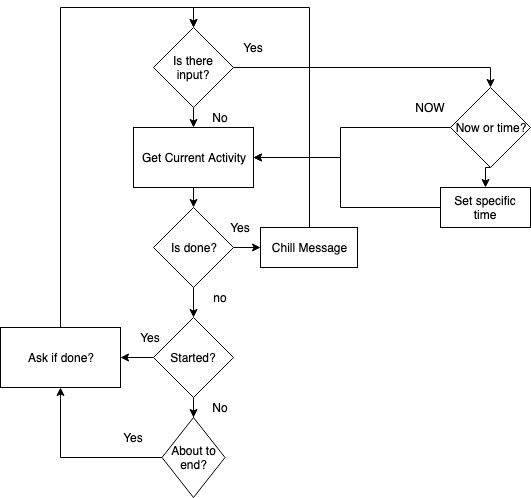 Yes
Is there
input?
NOW
No
Now or time?
Get Current Activity
Set specific
time
Yes
Is done?
Chill Message
no
Yes
Ask if done?
Started?
No
Yes
About to
end?